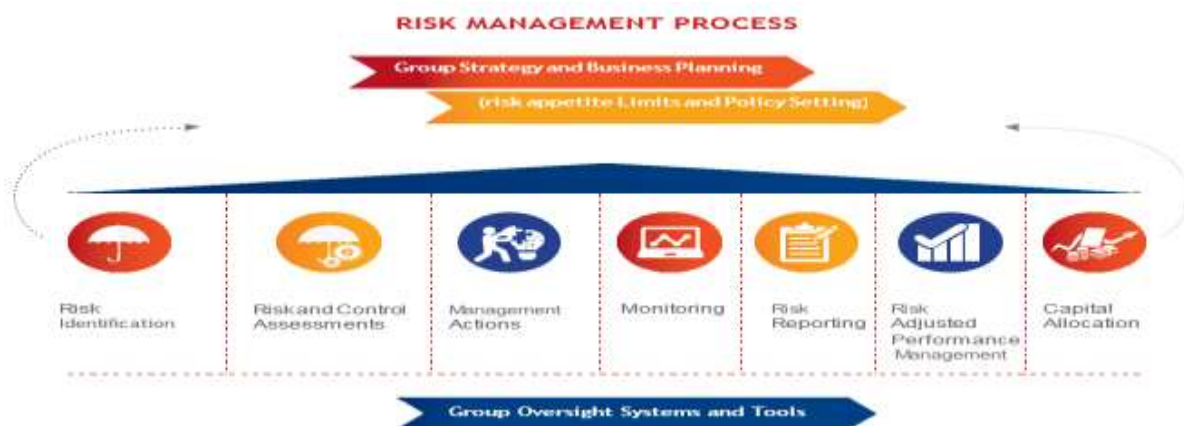 RISK MANAGEMENT PROCESS
Group Strategy and Business Planning
(risk appetite Limits and Policy Setting)
Risk
Identification
Risk and Control
Assessments
Management
Actions
Monitoring
Risk
Reporting
Risk
Adjusted
Performance
Management
Capital
Allocation
Group Oversight Systems and Tools